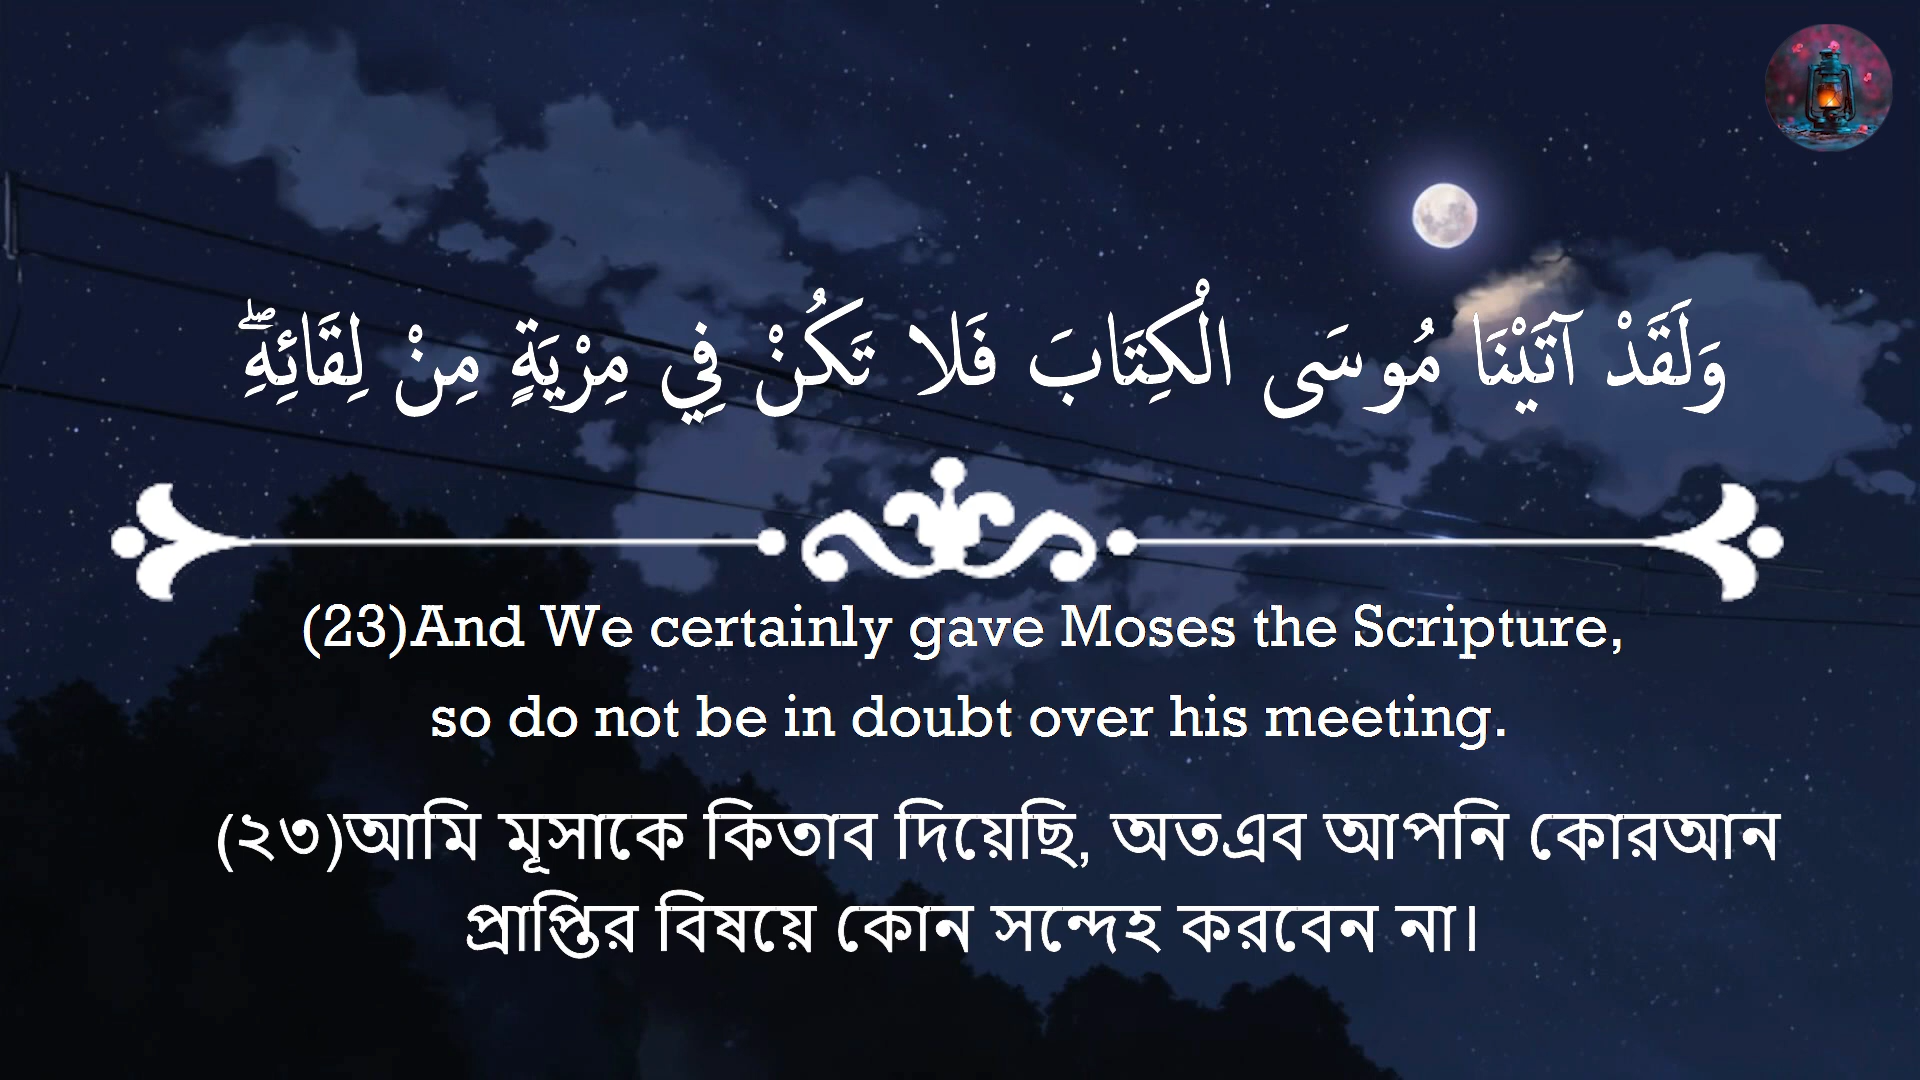 وَلَقَدْ آتَيْنَا مُوسَى الْكِتَابَ فَلا تَكُنْ فِي مِرْيَةٍ مِنْ لِقَائِهِۖ
(23)And We certainly gave Moses the Scripture,
so do not be in doubt over his meeting.
(২৩)আমি মূসাকে কিতাব দিয়েছি, অতএব আপনি কোরআন
প্রাপ্তির বিষয়ে কোন সন্দেহ করবেন না।